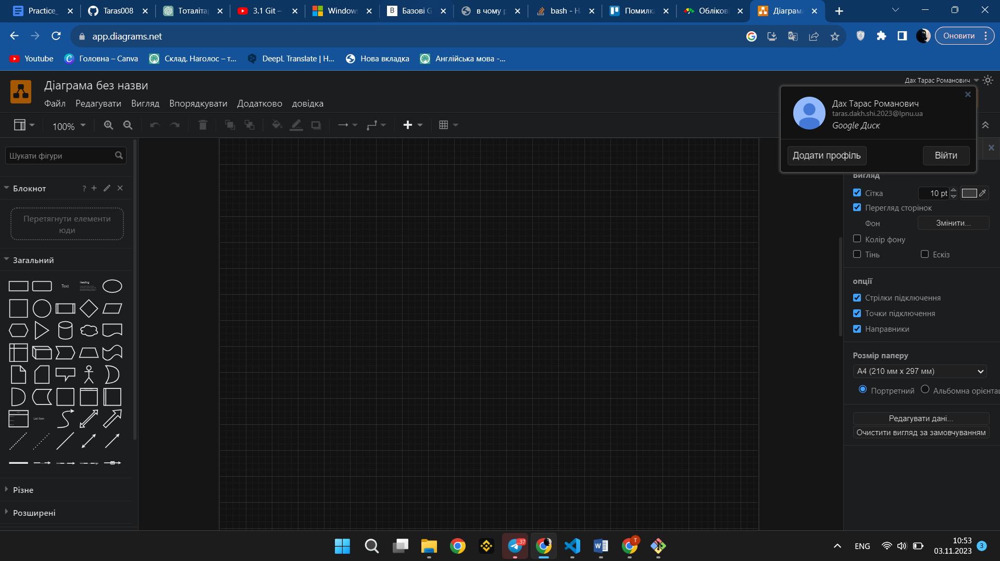 Practice_
Taras008
Тоталіта
3.1 Git –
Window
Базові G
в чому р
bash - H
Помилк
Обліков
Діаграм
app.diagrams.net
Оновити
Youtube
Головна – Canva
Склад. Наголос – т...
DeepL Translate | H...
Нова вкладка
Англійська мова -...
Діаграма без назви
Дах Тарас Романович
Файл
Редагувати
Вигляд
Впорядкувати
Додатково
довідка
Дах Тарас Романович
taras.dakh.shi.2023@lpnu.ua
Google Диск
Додати профіль
Війти
100%
Шукати фігури
Блокнот
?
Перетягнути елементи
юди
Загальний
Text
Heading
List Item
Різне
Розширені
Вигляд
Сітка
10 pt
Перегляд сторінок
Фон
Змінити...
Колір фону
Тінь
Ескіз
опції
Стрілки підключення
Точки підключення
Направники
Розмір паперу
A4 (210 мм x 297 мм)
Портретний
Альбомна орієнтац
Редагувати дані...
Очистити вигляд за замовчуванням
..37
T
ENG
10:53
03.11.2023
3